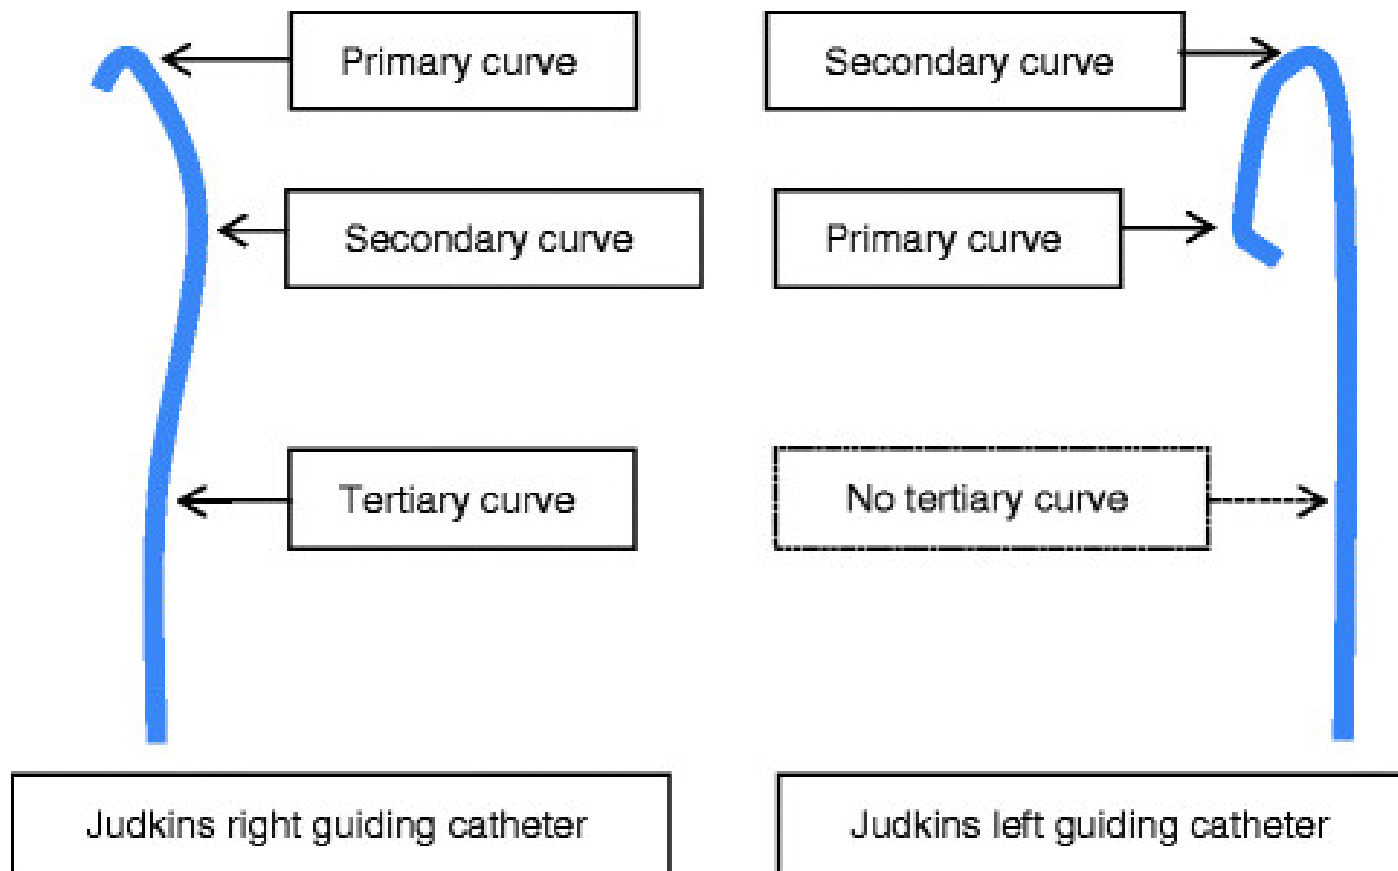 Primary curve
Secondary curve
Tertiary curve
Judkins right guiding catheter
Secondary curve
Primary curve
No tertiary curve
Judkins left guiding catheter